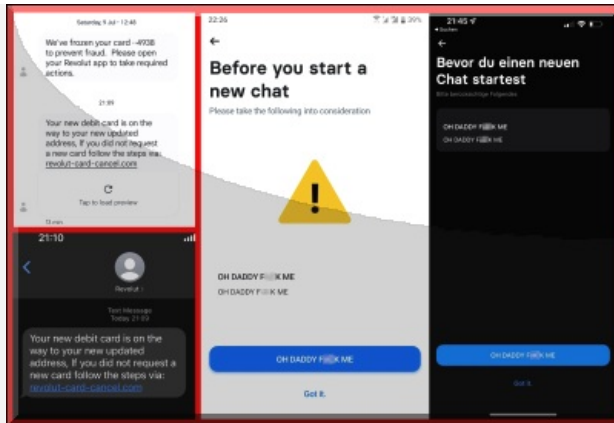 Saturday, 9 Jul · 12:48
We've frozen your card --4938
to prevent fraud. Please open
your Revolut app to take required
actions.
21:09
Your new debit card is on the
way to your new updated
address, If you did not request
a new card follow the steps via:
revolut-card-cancel.com
Tap to load preview
21:10
Revolut
Text Message
Today 21:09
Your new debit card is on the
way to your new updated
address, If you did not request a
new card follow the steps via:
revolut-card-cancel.com
22:26
39%
Before you start a
new chat
Please take the following into consideration
OH DADDY F K ME
OH DADDY F K ME
OH DADDY F K ME
Got it.
21:45
Suchen
Bevor du einen neuen
Chat startest
Bitte berücksichtige Folgendes
OH DADDY F K ME
OH DADDY F K ME
OH DADDY F K ME
Got it.